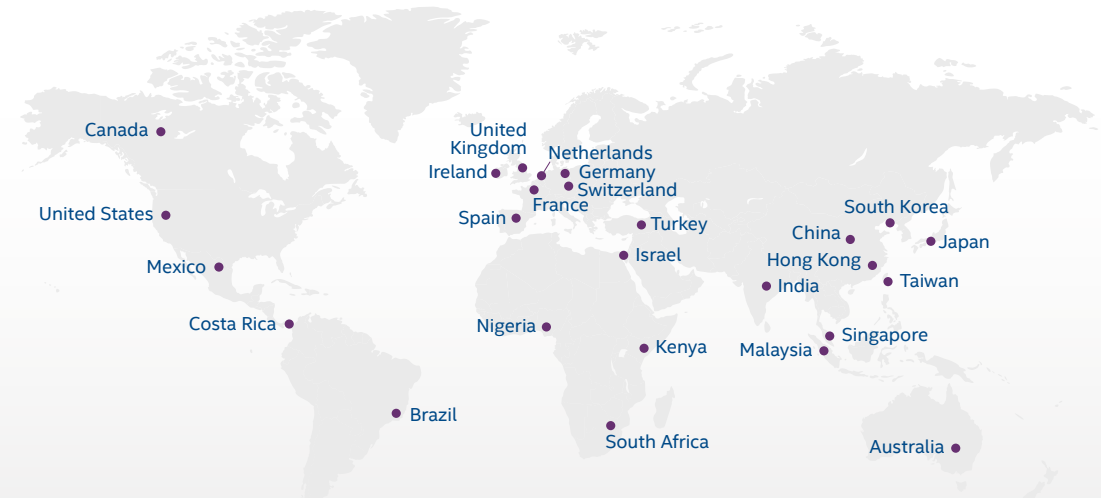 Canada
United
Kingdom
Netherlands
Ireland
Germany
Switzerland
France
United States
Spain
Turkey
South Korea
China
Japan
Israel
Hong Kong
Mexico
India
Taiwan
Costa Rica
Nigeria
Singapore
Kenya
Malaysia
Brazil
South Africa
Australia